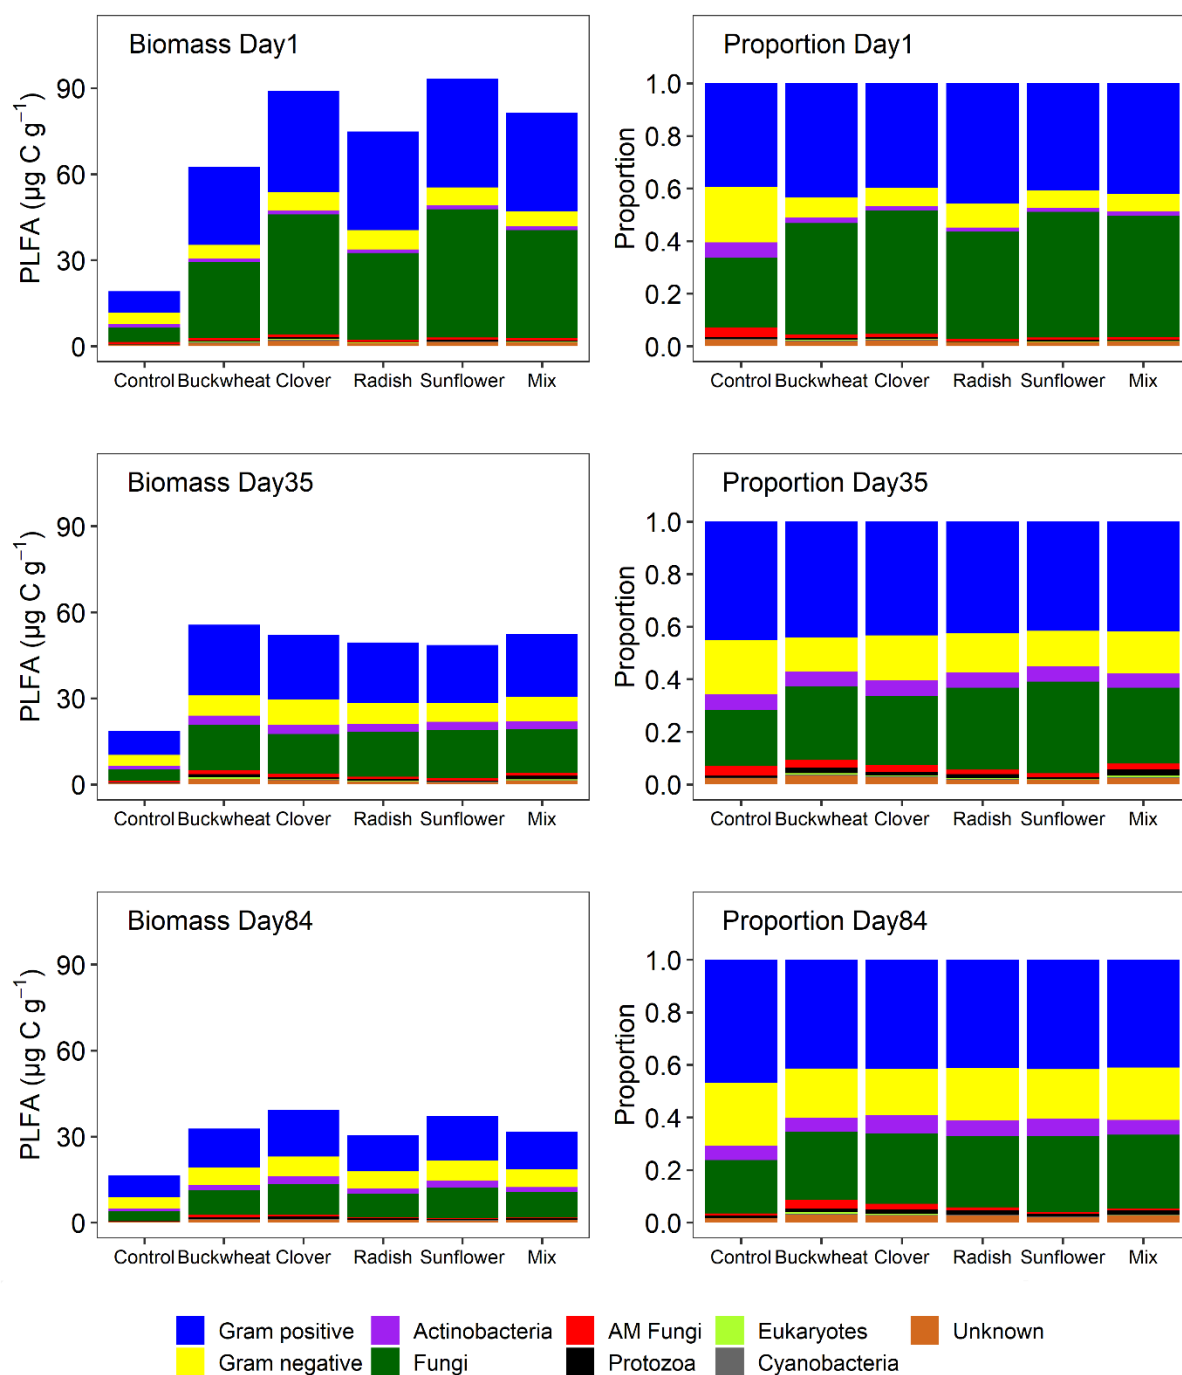 Biomass Day1
PLFA (µg C g⁻¹)
90
60
30
0
Control Buckwheat Clover Radish Sunflower Mix
Proportion Day1
Proportion
1.0
0.8
0.6
0.4
0.2
0.0
Control Buckwheat Clover Radish Sunflower Mix
Biomass Day35
PLFA (µg C g⁻¹)
90
60
30
0
Control Buckwheat Clover Radish Sunflower Mix
Proportion Day35
Proportion
1.0
0.8
0.6
0.4
0.2
0.0
Control Buckwheat Clover Radish Sunflower Mix
Biomass Day84
PLFA (µg C g⁻¹)
90
60
30
0
Control Buckwheat Clover Radish Sunflower Mix
Proportion Day84
Proportion
1.0
0.8
0.6
0.4
0.2
0.0
Control Buckwheat Clover Radish Sunflower Mix
Gram positive Actinobacteria AM Fungi Eukaryotes Unknown
Gram negative Fungi Protozoa Cyanobacteria